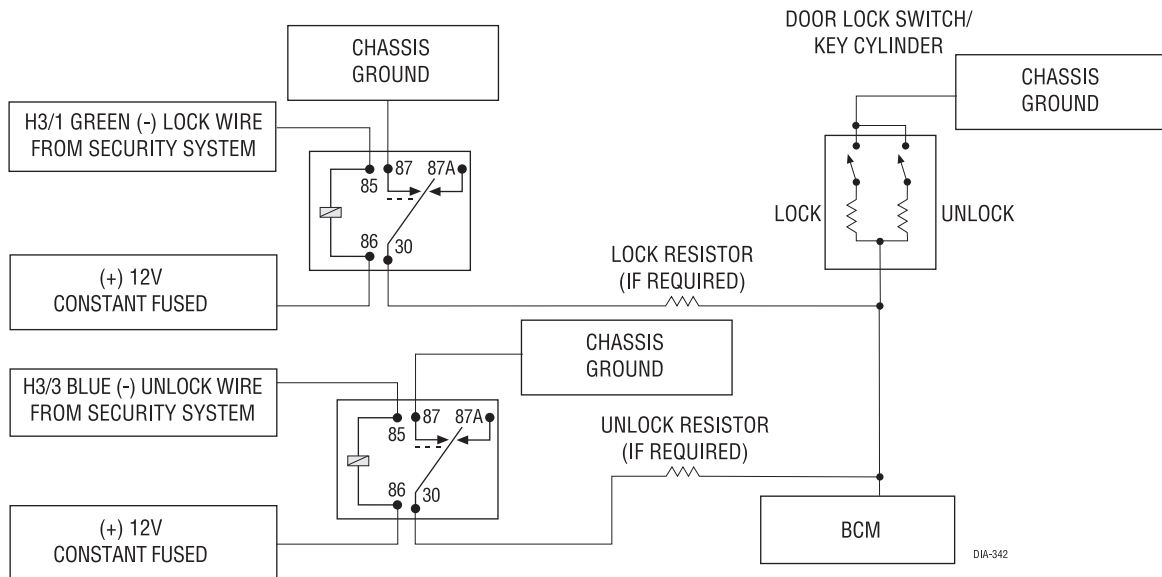 DOOR LOCK SWITCH/
KEY CYLINDER
CHASSIS
GROUND
CHASSIS
GROUND
H3/1 GREEN (-) LOCK WIRE
FROM SECURITY SYSTEM
87
87A
85
86
30
LOCK
UNLOCK
(+) 12V
CONSTANT FUSED
LOCK RESISTOR
(IF REQUIRED)
CHASSIS
GROUND
H3/3 BLUE (-) UNLOCK WIRE
FROM SECURITY SYSTEM
87
87A
85
86
30
UNLOCK RESISTOR
(IF REQUIRED)
(+) 12V
CONSTANT FUSED
BCM
DIA-342